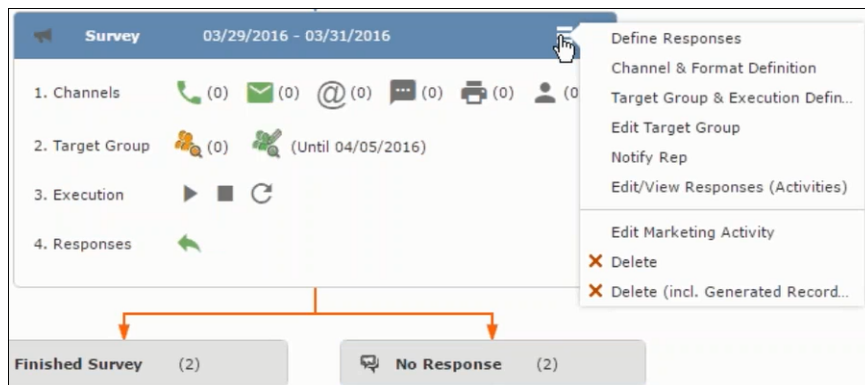 Survey 03/29/2016 - 03/31/2016
1. Channels (0) (0) @ (0) (0) (0) (0
2. Target Group (0) (Until 04/05/2016)
3. Execution
4. Responses
Define Responses
Channel & Format Definition
Target Group & Execution Defin...
Edit Target Group
Notify Rep
Edit/View Responses (Activities)
Edit Marketing Activity
Delete
Delete (incl. Generated Record...
Finished Survey (2)
No Response (2)